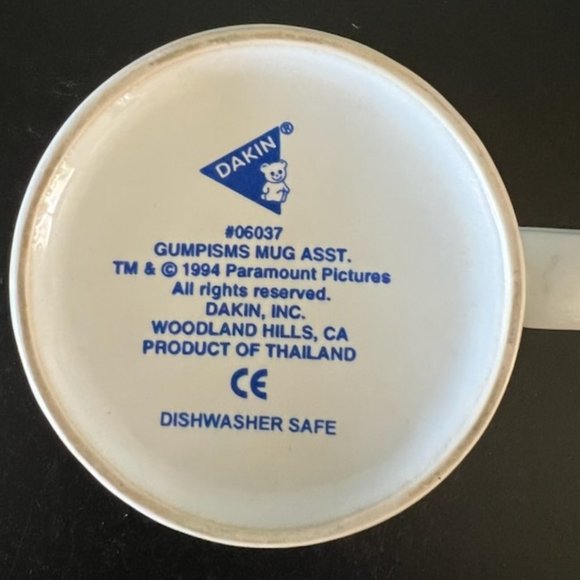 DAKIN®
#06037
GUMPISMS MUG ASST.
TM & © 1994 Paramount Pictures
All rights reserved.
DAKIN, INC.
WOODLAND HILLS, CA
PRODUCT OF THAILAND
CE
DISHWASHER SAFE